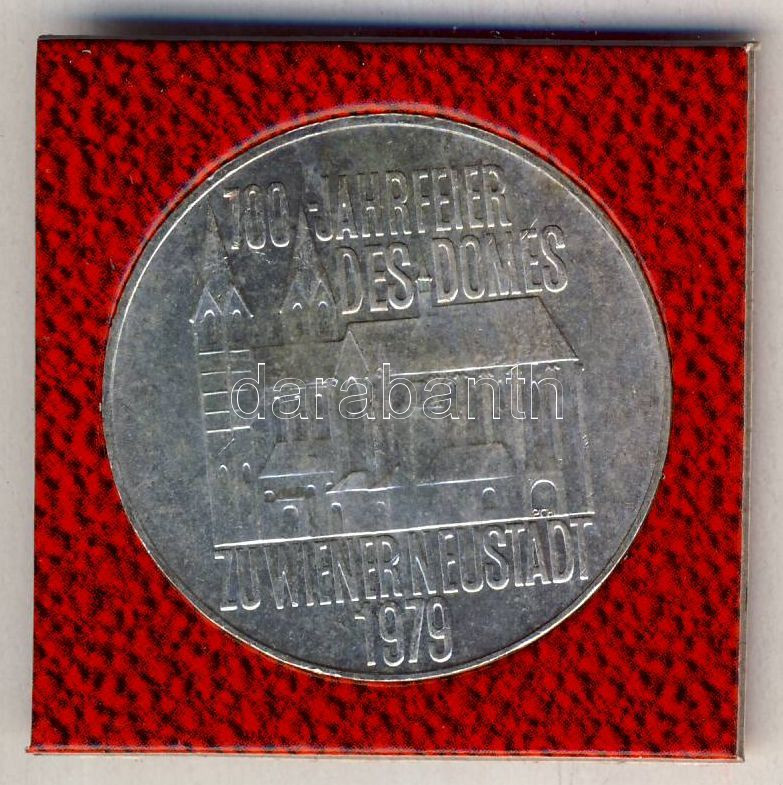 700-JAHRFEIER
DES-DOMES
darabanth
ZU WIENER NEUSTADT
1979